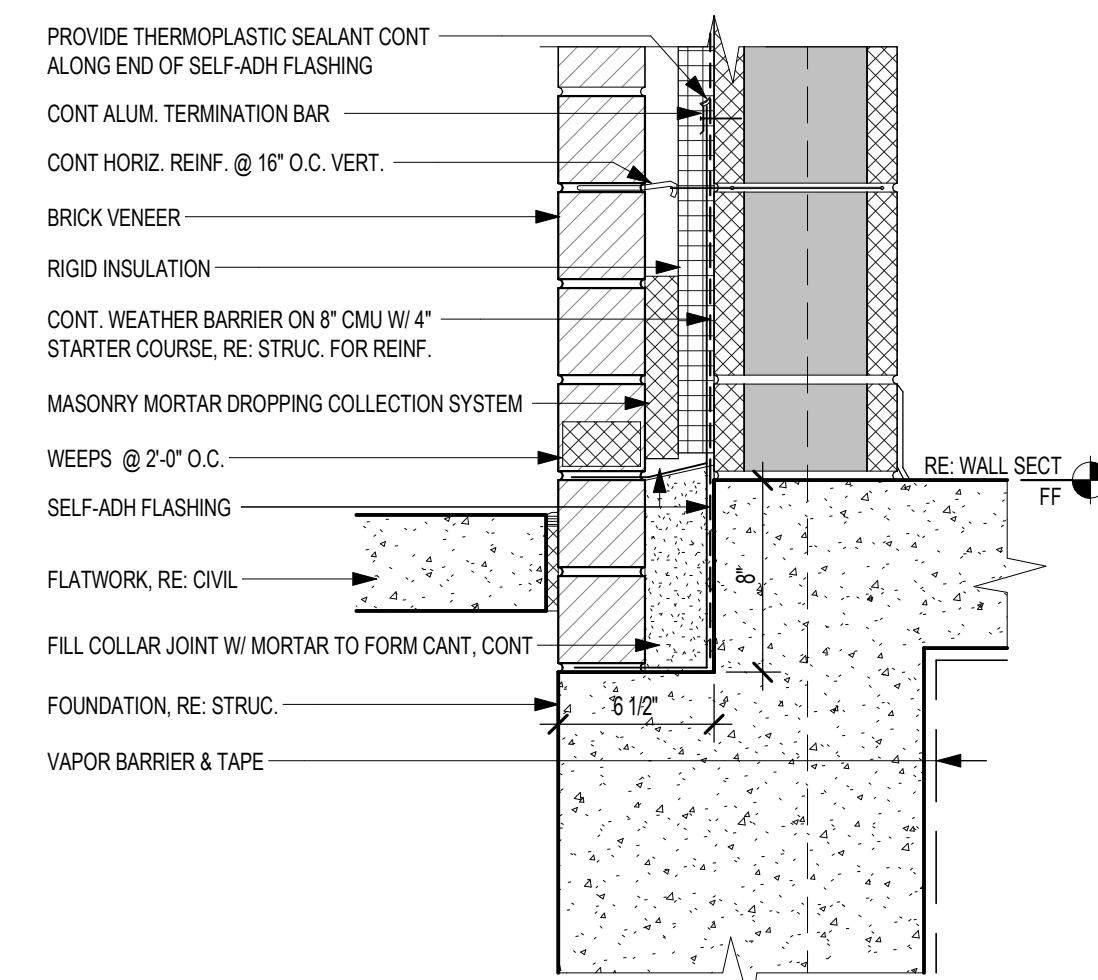 PROVIDE THERMOPLASTIC SEALANT CONT
ALONG END OF SELF-ADH FLASHING
CONT ALUM. TERMINATION BAR
CONT HORIZ. REINF. @ 16" O.C. VERT.
BRICK VENEER
RIGID INSULATION
CONT. WEATHER BARRIER ON 8" CMU W/ 4"
STARTER COURSE, RE: STRUC. FOR REINF.
MASONRY MORTAR DROPPING COLLECTION SYSTEM
WEEPS @ 2'-0" O.C.
SELF-ADH FLASHING
FLATWORK, RE: CIVIL
FILL COLLAR JOINT W/ MORTAR TO FORM CANT, CONT
FOUNDATION, RE: STRUC.
VAPOR BARRIER & TAPE
RE: WALL SECT
FF
8"
6 1/2"